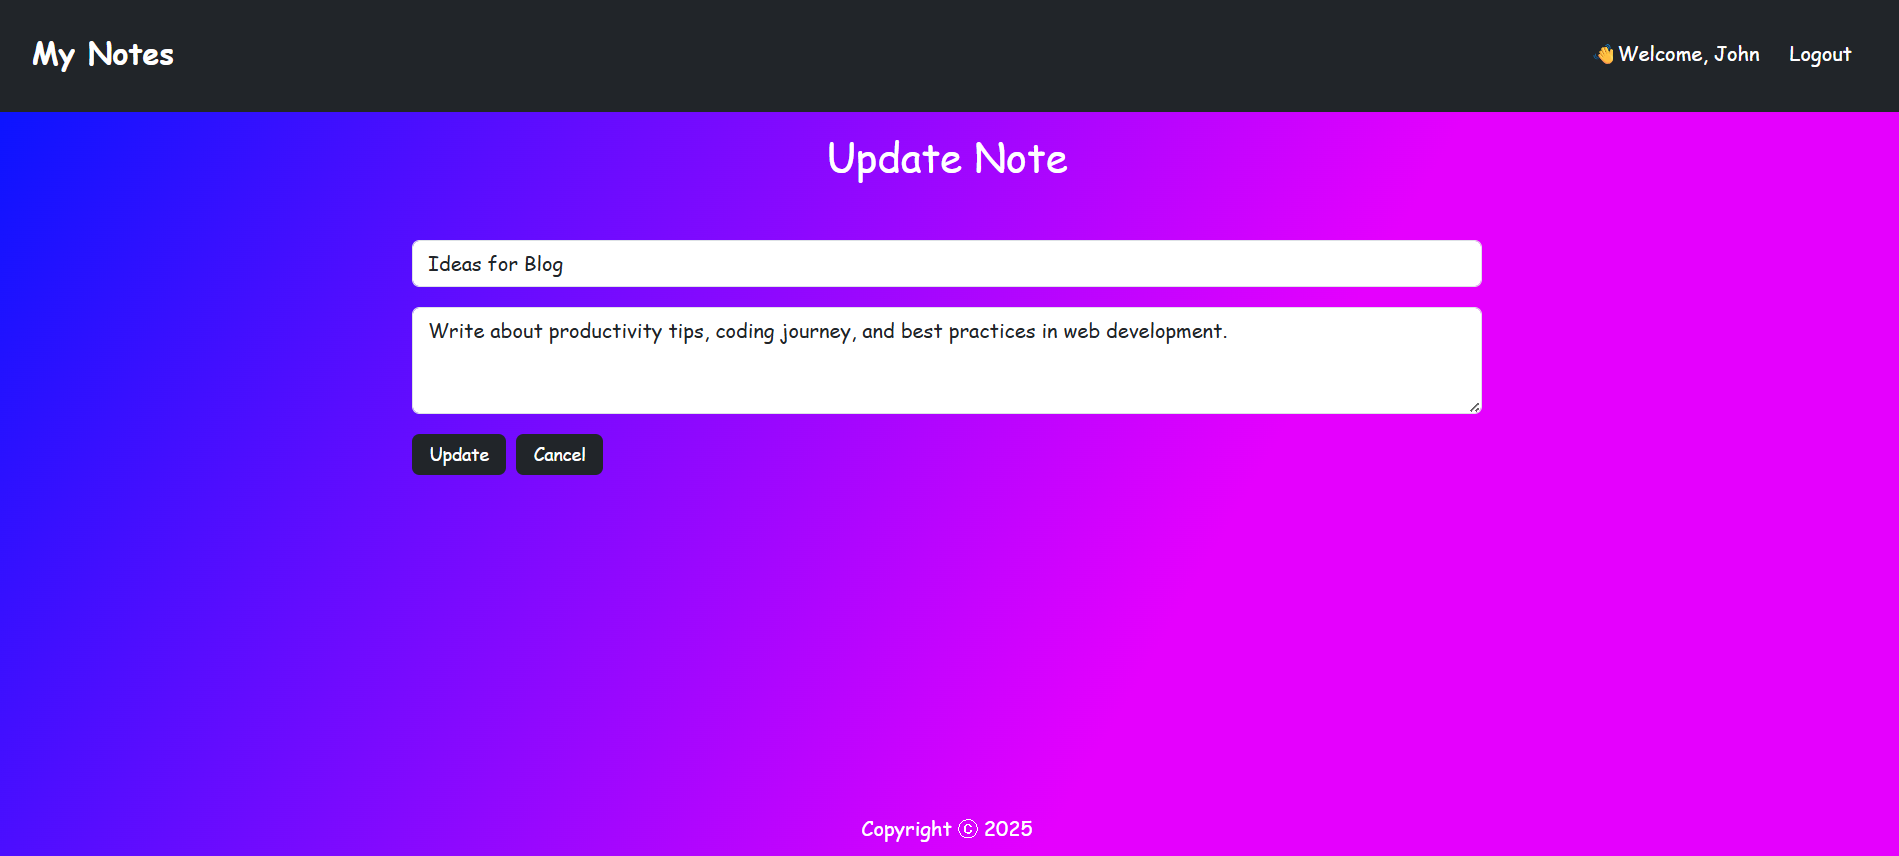 My Notes
👋Welcome, John
Logout
Update Note
Ideas for Blog
Write about productivity tips, coding journey, and best practices in web development.
Update
Cancel
Copyright © 2025